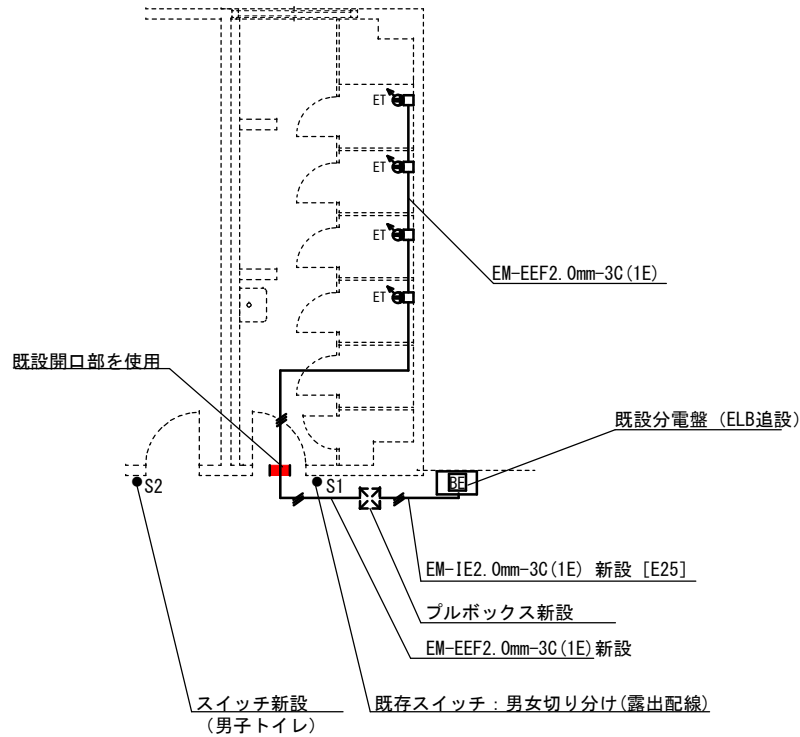 ET
ET
ET
ET
EM-EEF2.0mm-3C(1E)
既設開口部を使用
既設分電盤 (ELB追設)
S2
S1
BE
EM-IE2.0mm-3C(1E) 新設 [E25]
プルボックス新設
EM-EEF2.0mm-3C(1E)新設
スイッチ新設
(男子トイレ)
既存スイッチ：男女切り分け(露出配線)